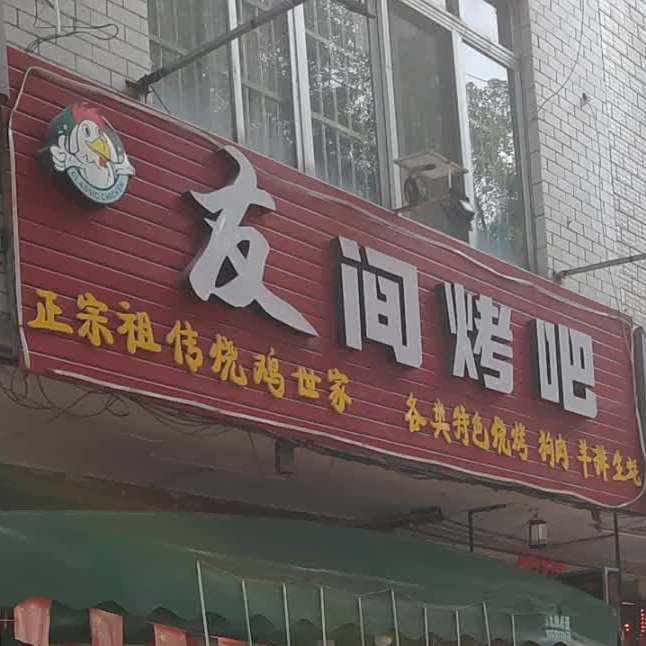 友间烤吧
正宗祖传烧鸡世家
各类特色烧烤 狗肉 羊排 生蚝